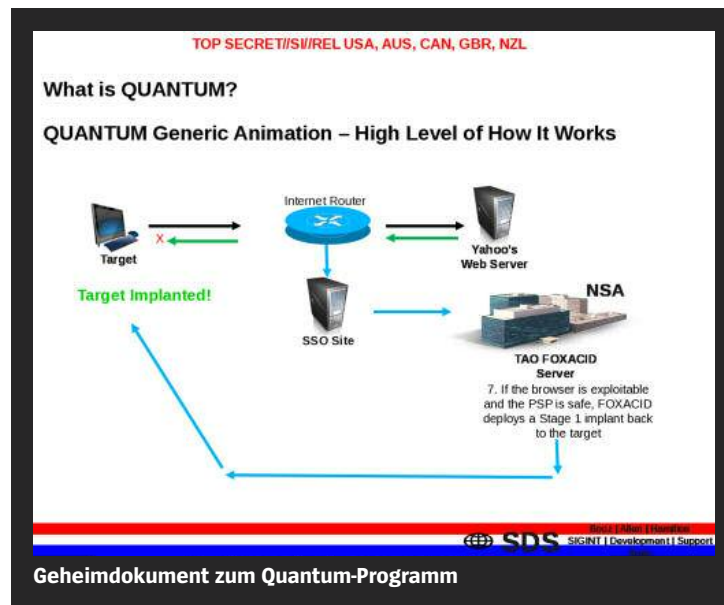 TOP SECRET//SI//REL USA, AUS, CAN, GBR, NZL
What is QUANTUM?
QUANTUM Generic Animation – High Level of How It Works
Internet Router
Target
X
Yahoo's
Web Server
Target Implanted!
SSO Site
NSA
TAO FOXACID
Server
7. If the browser is exploitable
and the PSP is safe, FOXACID
deploys a Stage 1 implant back
to the target
Booz | Allen | Hamilton
SDS
SIGINT | Development | Support
Geheimdokument zum Quantum-Programm